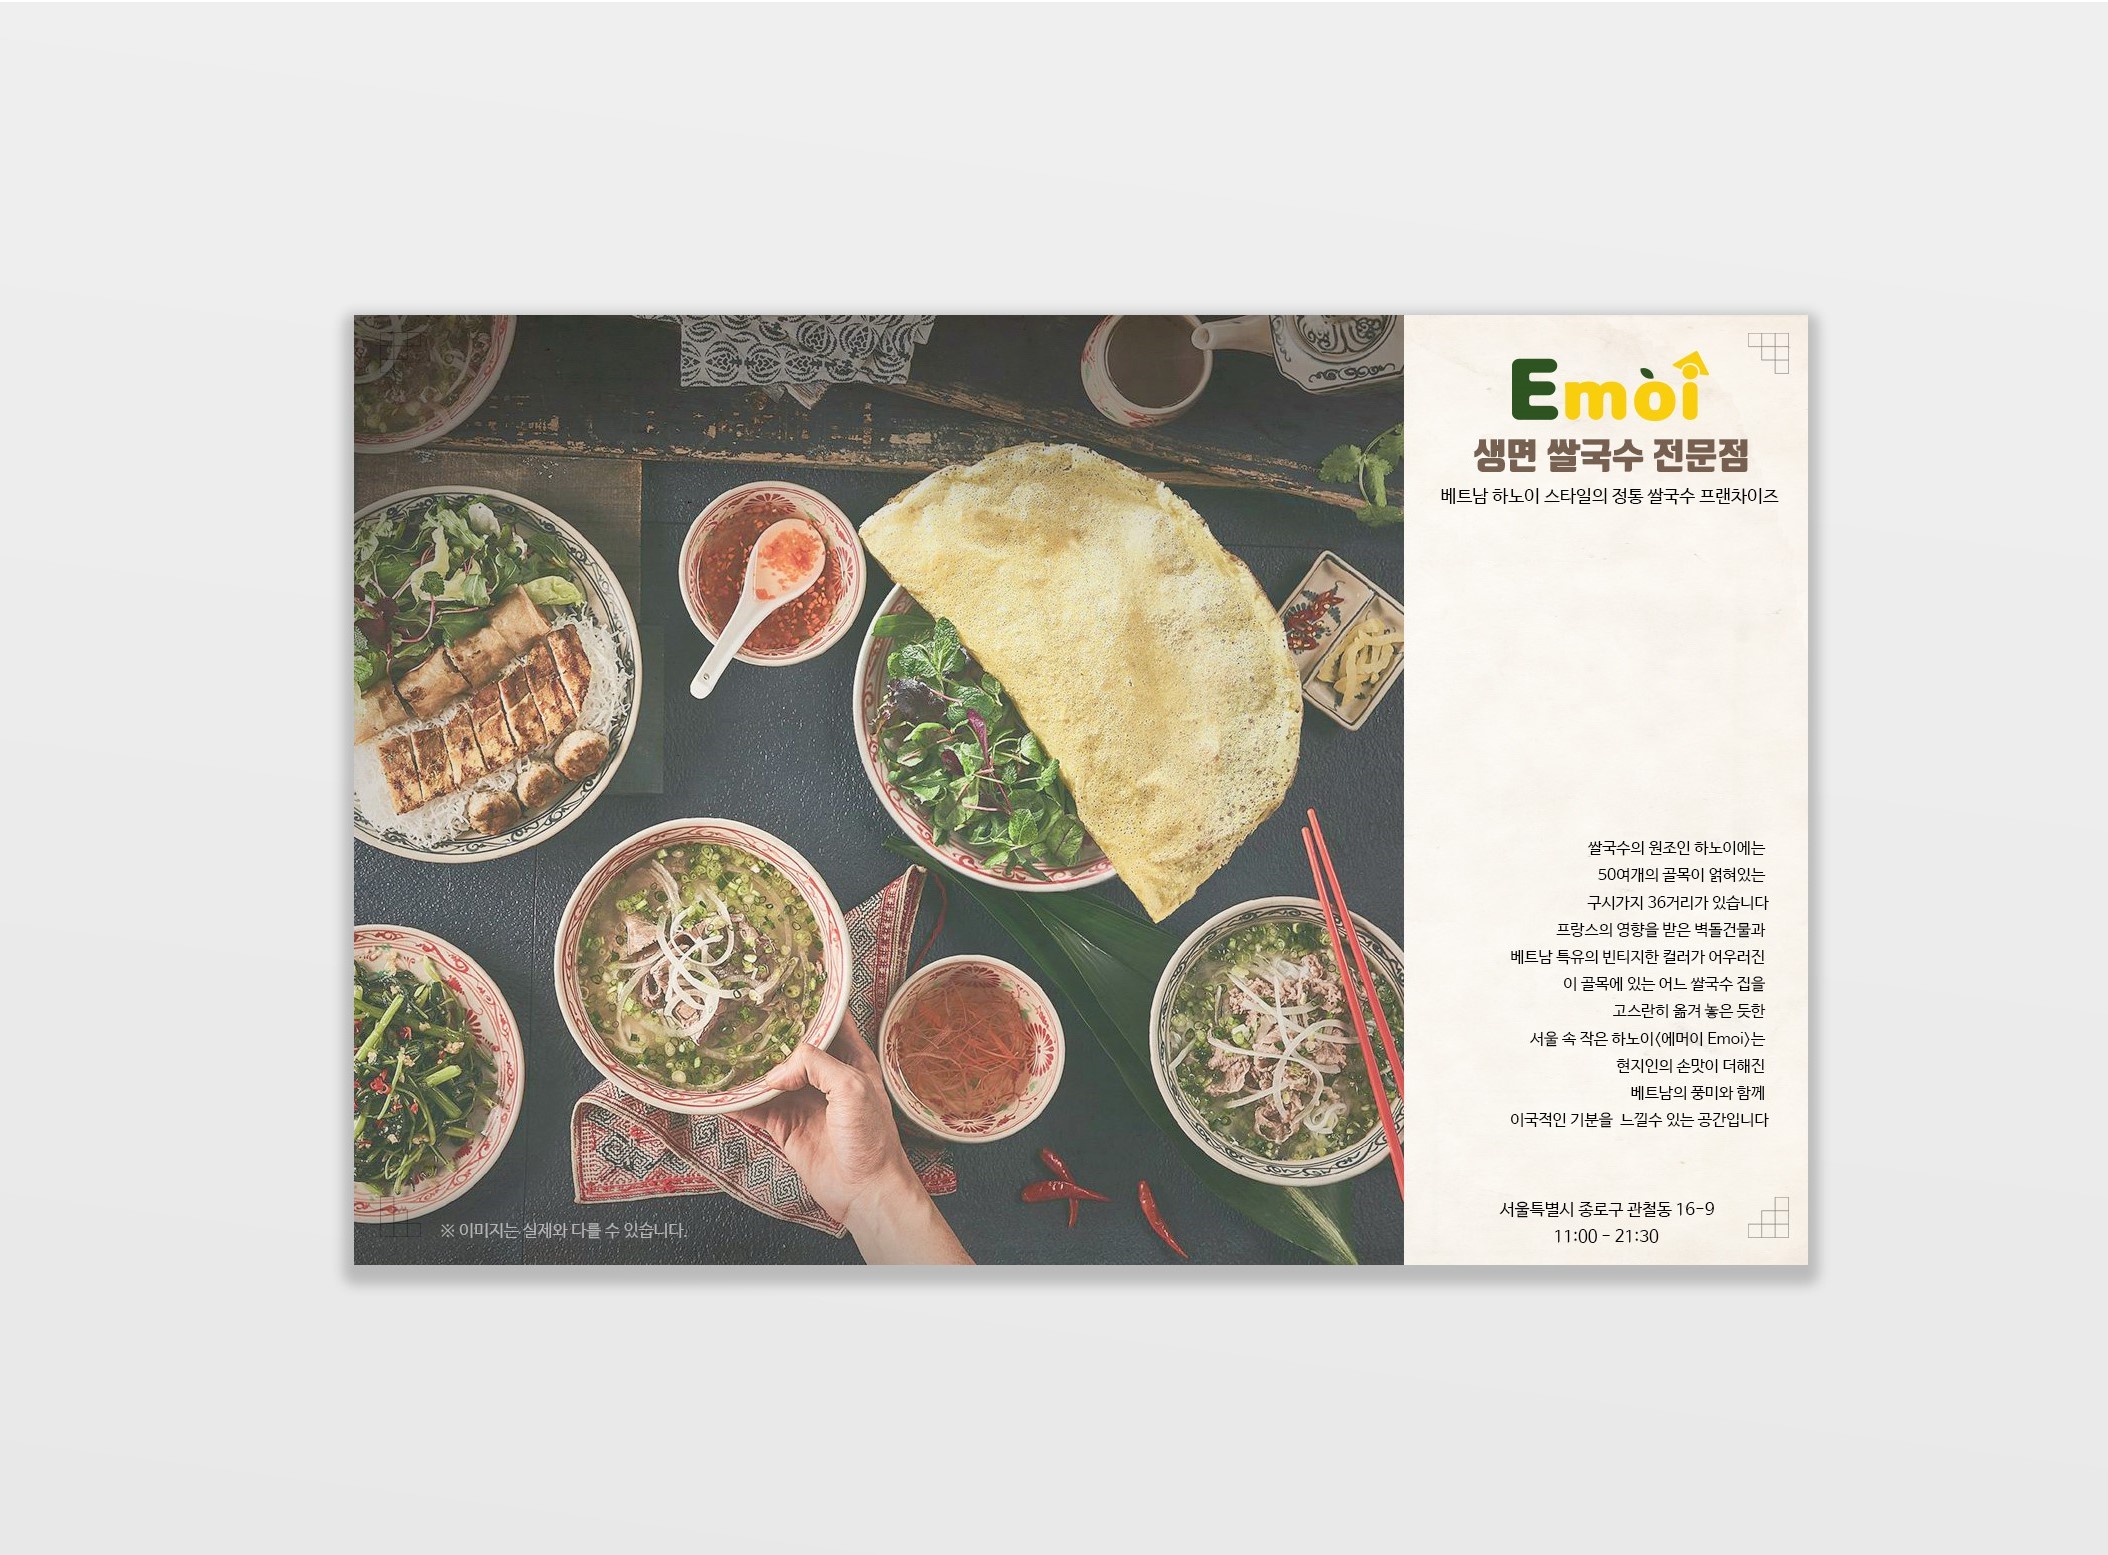 Emòi
생면 쌀국수 전문점
베트남 하노이 스타일의 정통 쌀국수 프랜차이즈
쌀국수의 원조인 하노이에는
50여개의 골목이 얽혀있는
구시가지 36거리가 있습니다
프랑스의 영향을 받은 벽돌건물과
베트남 특유의 빈티지한 컬러가 어우러진
이 골목에 있는 어느 쌀국수 집을
고스란히 옮겨 놓은 듯한
서울 속 작은 하노이<에머이 Emoi>는
현지인의 손맛이 더해진
베트남의 풍미와 함께
이국적인 기분을  느낄수 있는 공간입니다
서울특별시 종로구 관철동 16-9
11:00 - 21:30
※ 이미지는 실제와 다를 수 있습니다.